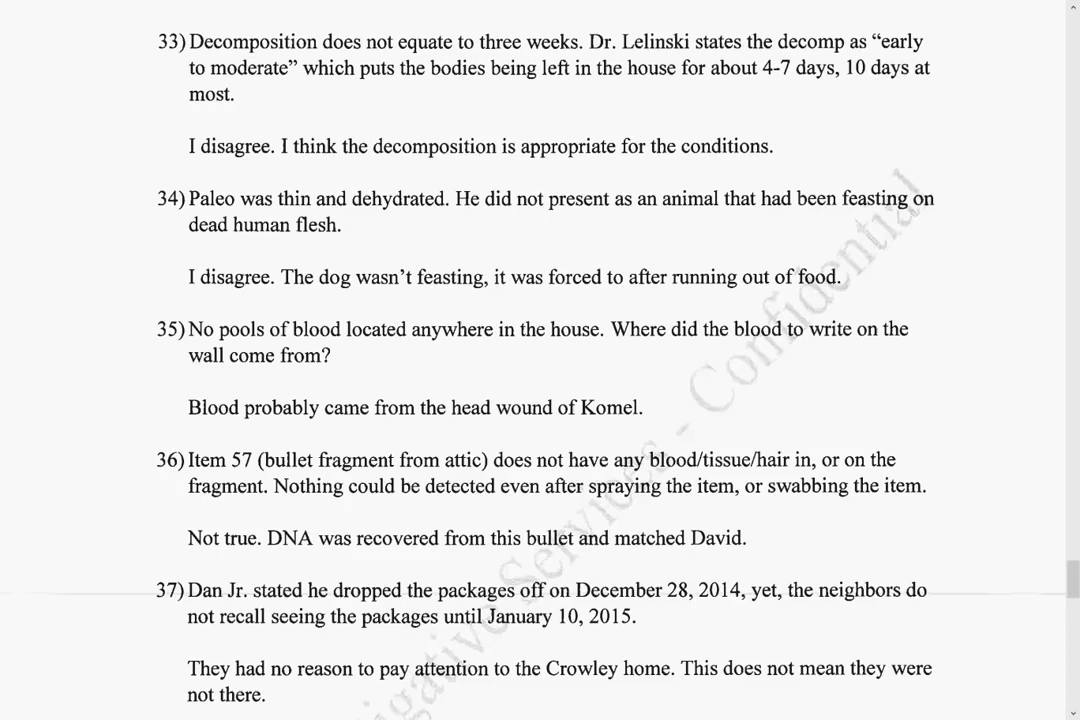 33) Decomposition does not equate to three weeks. Dr. Lelinski states the decomp as “early
to moderate” which puts the bodies being left in the house for about 4-7 days, 10 days at
most.
I disagree. I think the decomposition is appropriate for the conditions.
34) Paleo was thin and dehydrated. He did not present as an animal that had been feasting on
dead human flesh.
I disagree. The dog wasn’t feasting, it was forced to after running out of food.
35) No pools of blood located anywhere in the house. Where did the blood to write on the
wall come from?
Blood probably came from the head wound of Komel.
36) Item 57 (bullet fragment from attic) does not have any blood/tissue/hair in, or on the
fragment. Nothing could be detected even after spraying the item, or swabbing the item.
Not true. DNA was recovered from this bullet and matched David.
37) Dan Jr. stated he dropped the packages off on December 28, 2014, yet, the neighbors do
not recall seeing the packages until January 10, 2015.
They had no reason to pay attention to the Crowley home. This does not mean they were
not there.
tigative Services - Confidential